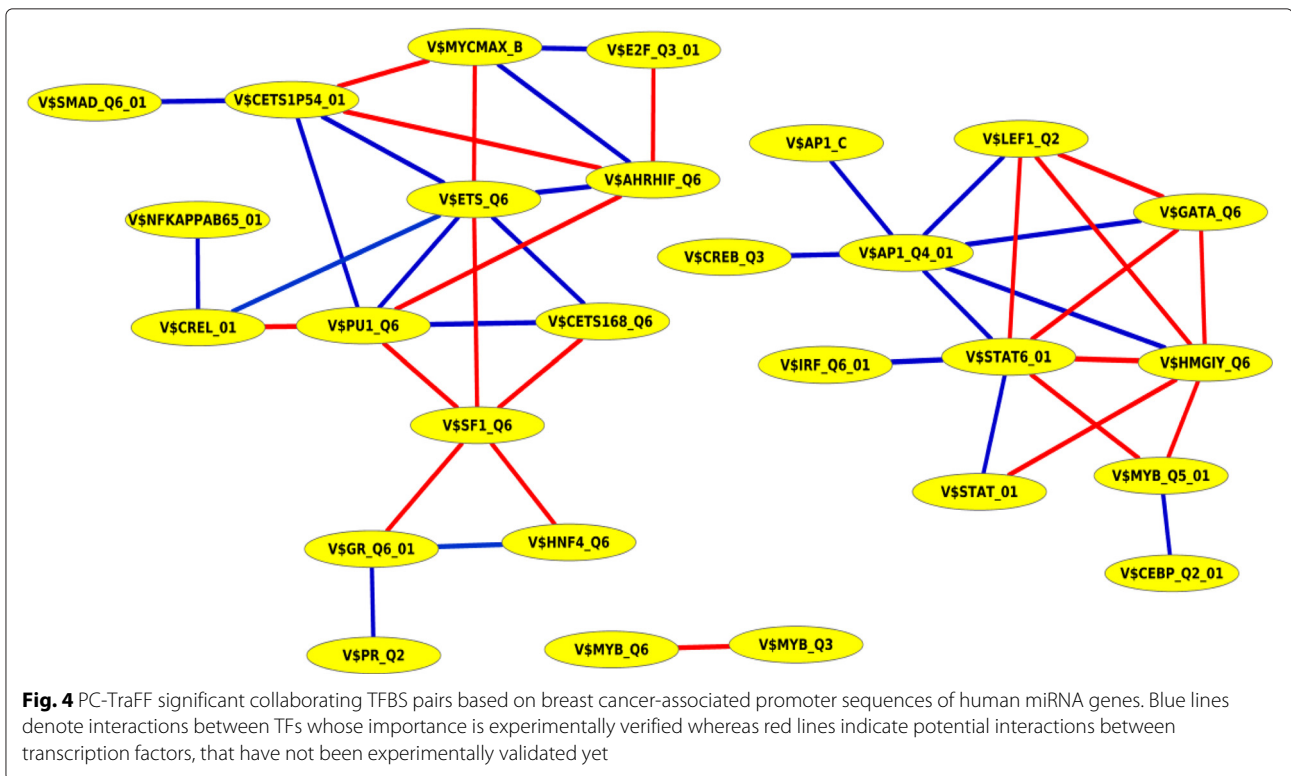 V$MYCMAX_B
V$E2F_Q3_01
V$SMAD_Q6_01
V$CETS1P54_01
V$AP1_C
V$LEF1_Q2
V$AHRHIF_Q6
V$ETS_Q6
V$NFKAPPAB65_01
V$GATA_Q6
V$CREB_Q3
V$AP1_Q4_01
V$CREL_01
V$PU1_Q6
V$CETS168_Q6
V$IRF_Q6_01
V$STAT6_01
V$HMGIY_Q6
V$SF1_Q6
V$STAT_01
V$MYB_Q5_01
V$GR_Q6_01
V$HNF4_Q6
V$CEBP_Q2_01
V$PR_Q2
V$MYB_Q6
V$MYB_Q3
Fig. 4 PC-TraFF significant collaborating TFBS pairs based on breast cancer-associated promoter sequences of human miRNA genes. Blue lines
denote interactions between TFs whose importance is experimentally verified whereas red lines indicate potential interactions between
transcription factors, that have not been experimentally validated yet